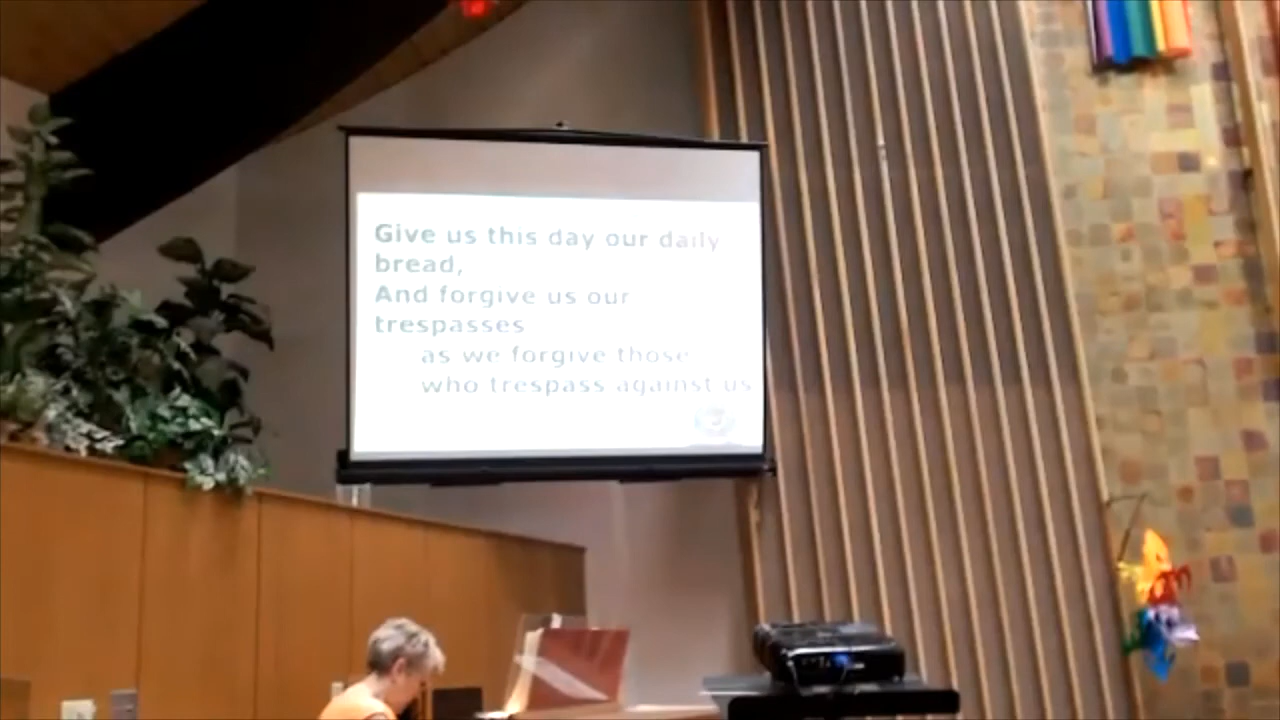 Give us this day our daily
bread,
And forgive us our
trespasses
as we forgive those
who trespass against us